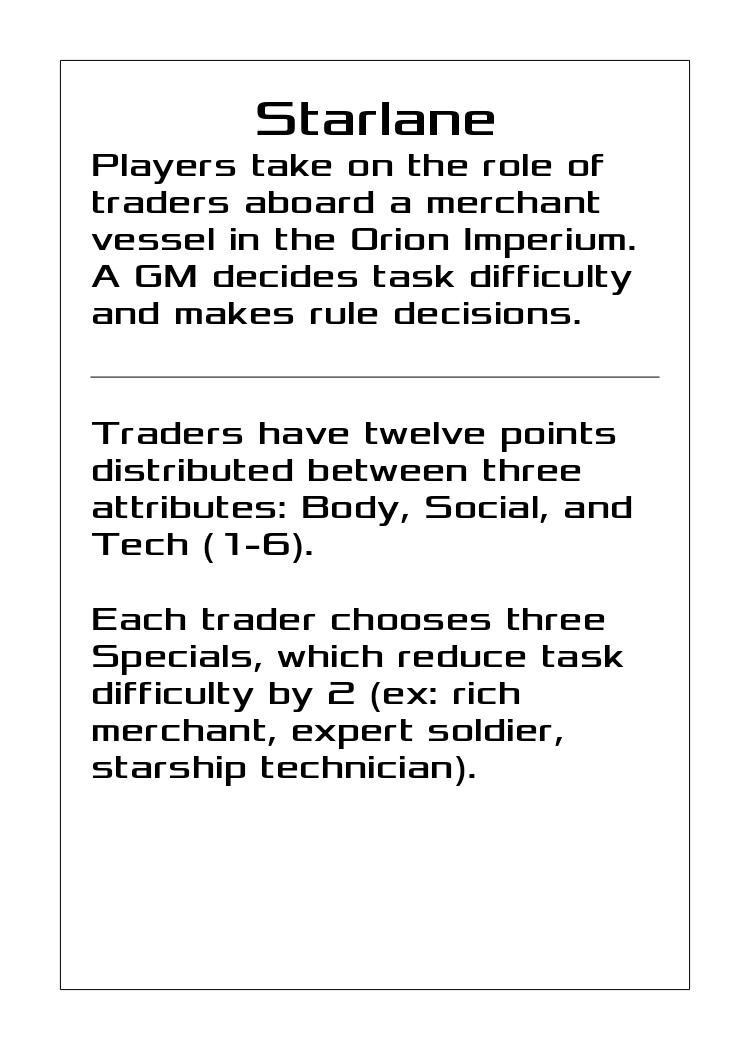 Starlane
Players take on the role of
traders aboard a merchant
vessel in the Orion Imperium.
A GM decides task difficulty
and makes rule decisions.
Traders have twelve points
distributed between three
attributes: Body, Social, and
Tech (1-6).
Each trader chooses three
Specials, which reduce task
difficulty by 2 (ex: rich
merchant, expert soldier,
starship technician).